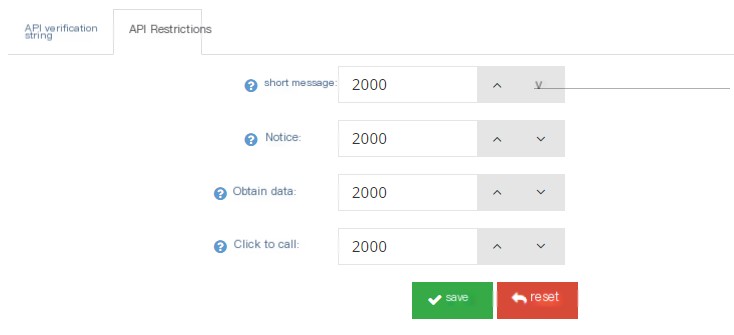 API verification
string
API Restrictions
short message: 2000
Notice: 2000
Obtain data: 2000
Click to call: 2000
save reset